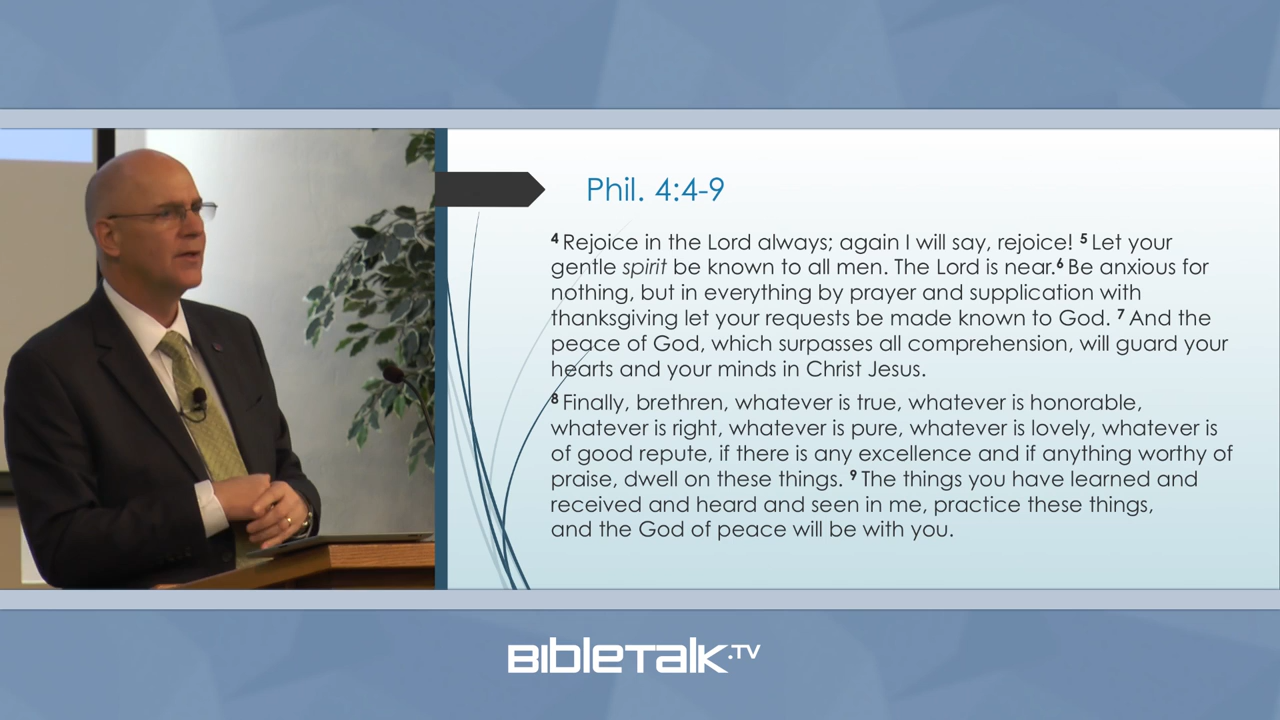 Phil. 4:4-9
4 Rejoice in the Lord always; again I will say, rejoice! 5 Let your
gentle spirit be known to all men. The Lord is near.6 Be anxious for
nothing, but in everything by prayer and supplication with
thanksgiving let your requests be made known to God. 7 And the
peace of God, which surpasses all comprehension, will guard your
hearts and your minds in Christ Jesus.
8 Finally, brethren, whatever is true, whatever is honorable,
whatever is right, whatever is pure, whatever is lovely, whatever is
of good repute, if there is any excellence and if anything worthy of
praise, dwell on these things. 9 The things you have learned and
received and heard and seen in me, practice these things,
and the God of peace will be with you.
BibleTalk.TV